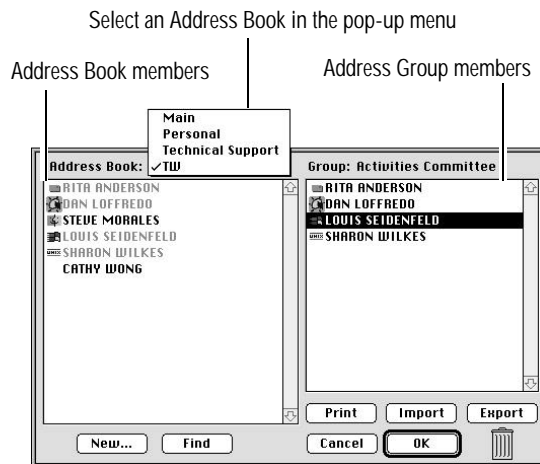 Select an Address Book in the pop-up menu
Address Book members
Address Group members
Main
Personal
Technical Support
✓TW
Address Book:
Group: Activities Committee
RITA ANDERSON
DAN LOFFREDO
STEVE MORALES
LOUIS SEIDENFELD
UNIX SHARON WILKES
CATHY WONG
RITA ANDERSON
DAN LOFFREDO
LOUIS SEIDENFELD
UNIX SHARON WILKES
Print Import Export
New... Find Cancel OK